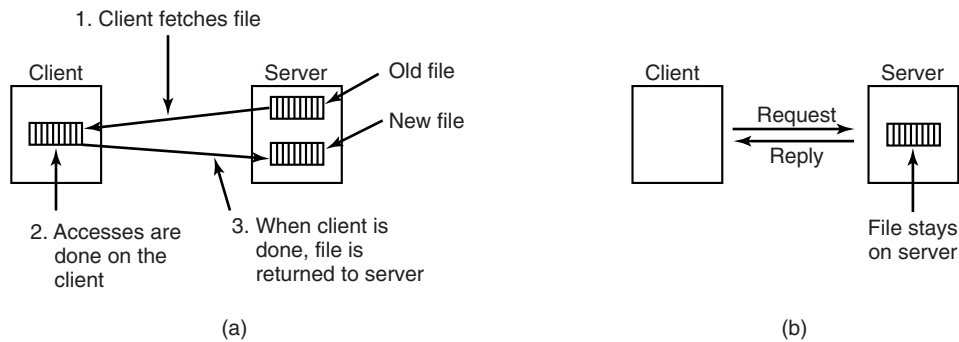 1. Client fetches file
Client
Server
Old file
New file
2. Accesses are
done on the
client
3. When client is
done, file is
returned to server
(a)
Client
Server
Request
Reply
File stays
on server
(b)